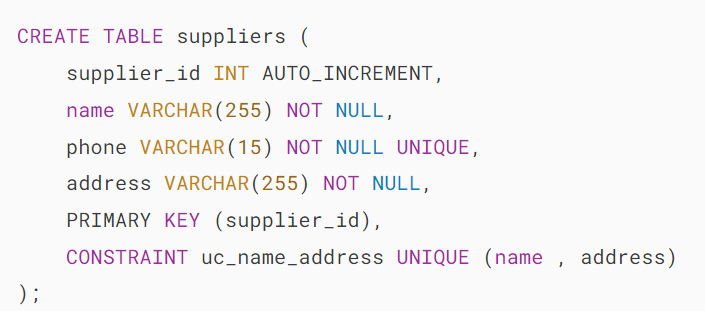 CREATE TABLE suppliers (
    supplier_id INT AUTO_INCREMENT,
    name VARCHAR(255) NOT NULL,
    phone VARCHAR(15) NOT NULL UNIQUE,
    address VARCHAR(255) NOT NULL,
    PRIMARY KEY (supplier_id),
    CONSTRAINT uc_name_address UNIQUE (name , address)
);